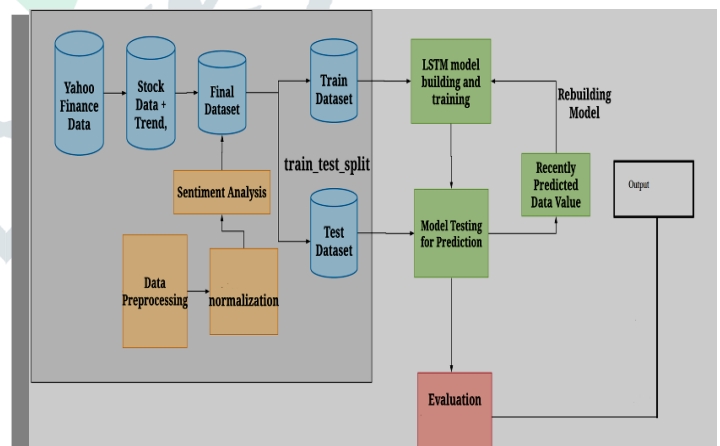 Yahoo
Finance
Data
Stock
Data +
Trend,
Final
Dataset
Train
Dataset
LSTM model
building and
training
Rebuilding
Model
train_test_split
Sentiment Analysis
Recently
Predicted
Data Value
Output
Test
Dataset
Model Testing
for Prediction
Data
Preprocessing
normalization
Evaluation